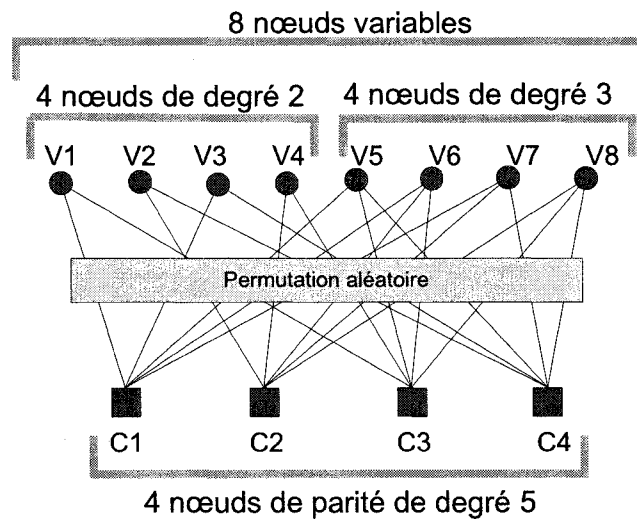 8 nœuds variables
4 nœuds de degré 2 4 nœuds de degré 3
V1 V2 V3 V4 V5 V6 V7 V8
Permutation aléatoire
C1 C2 C3 C4
4 nœuds de parité de degré 5